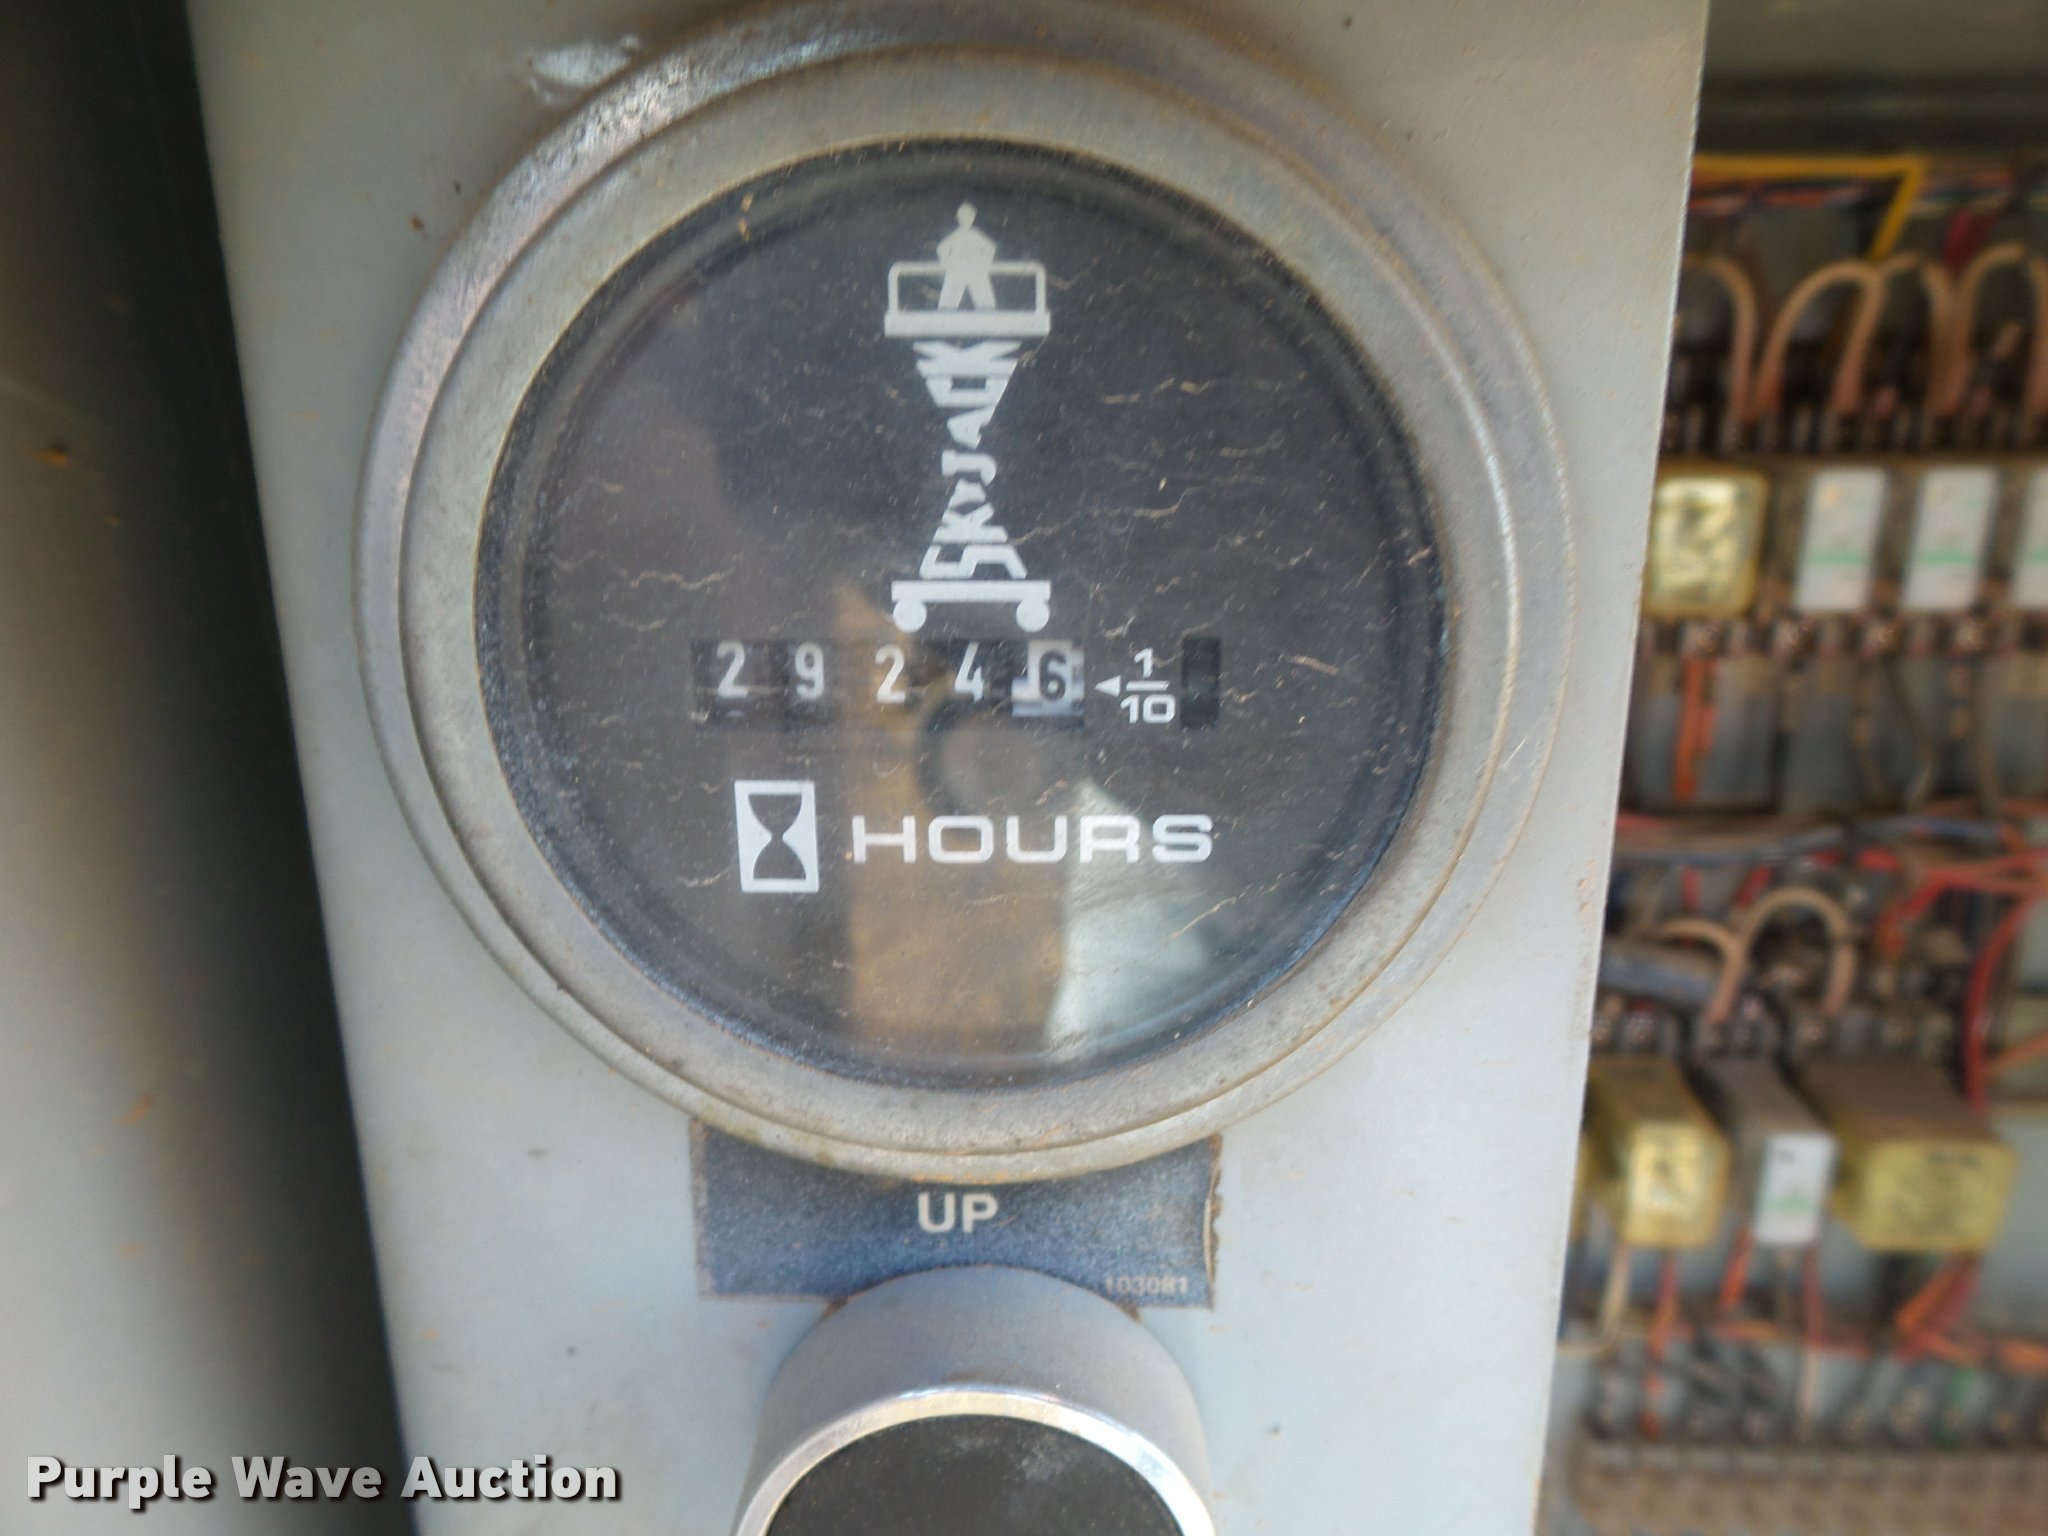 SKYJACK
29246 1/10
HOURS
UP
103081
Purple Wave Auction